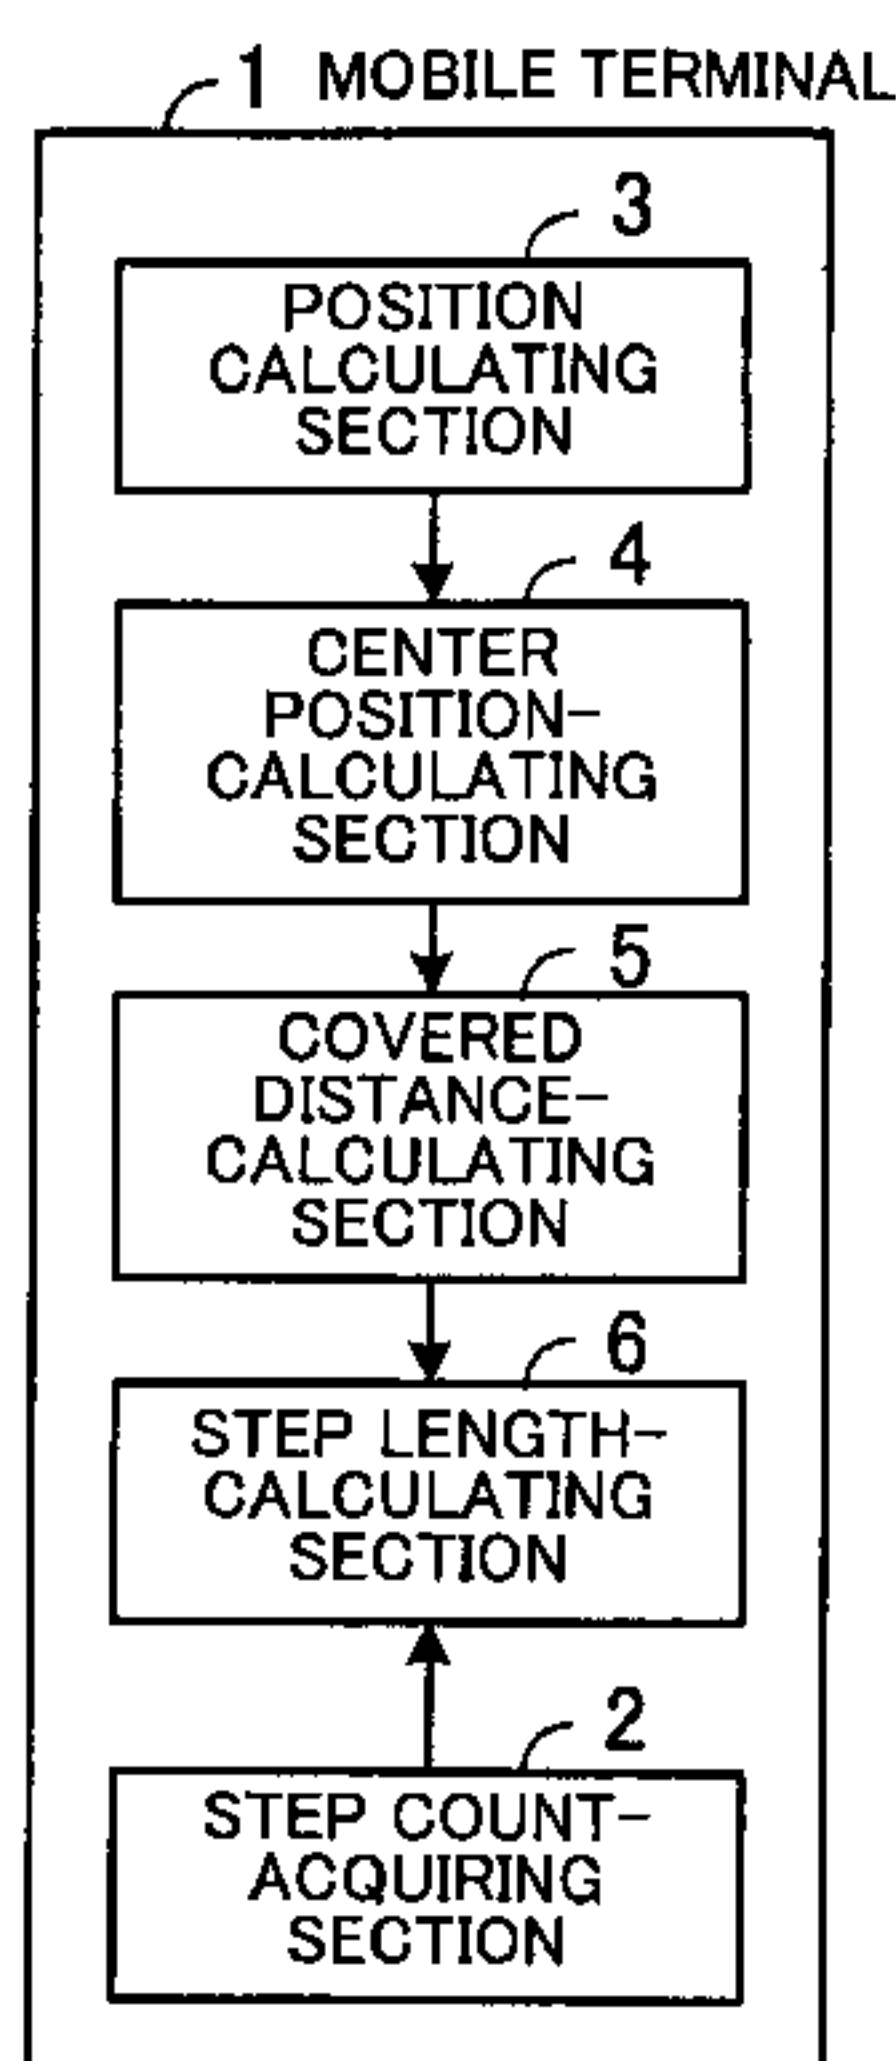 1 MOBILE TERMINAL
3
POSITION
CALCULATING
SECTION
4
CENTER
POSITION-
CALCULATING
SECTION
5
COVERED
DISTANCE-
CALCULATING
SECTION
6
STEP LENGTH-
CALCULATING
SECTION
2
STEP COUNT-
ACQUIRING
SECTION